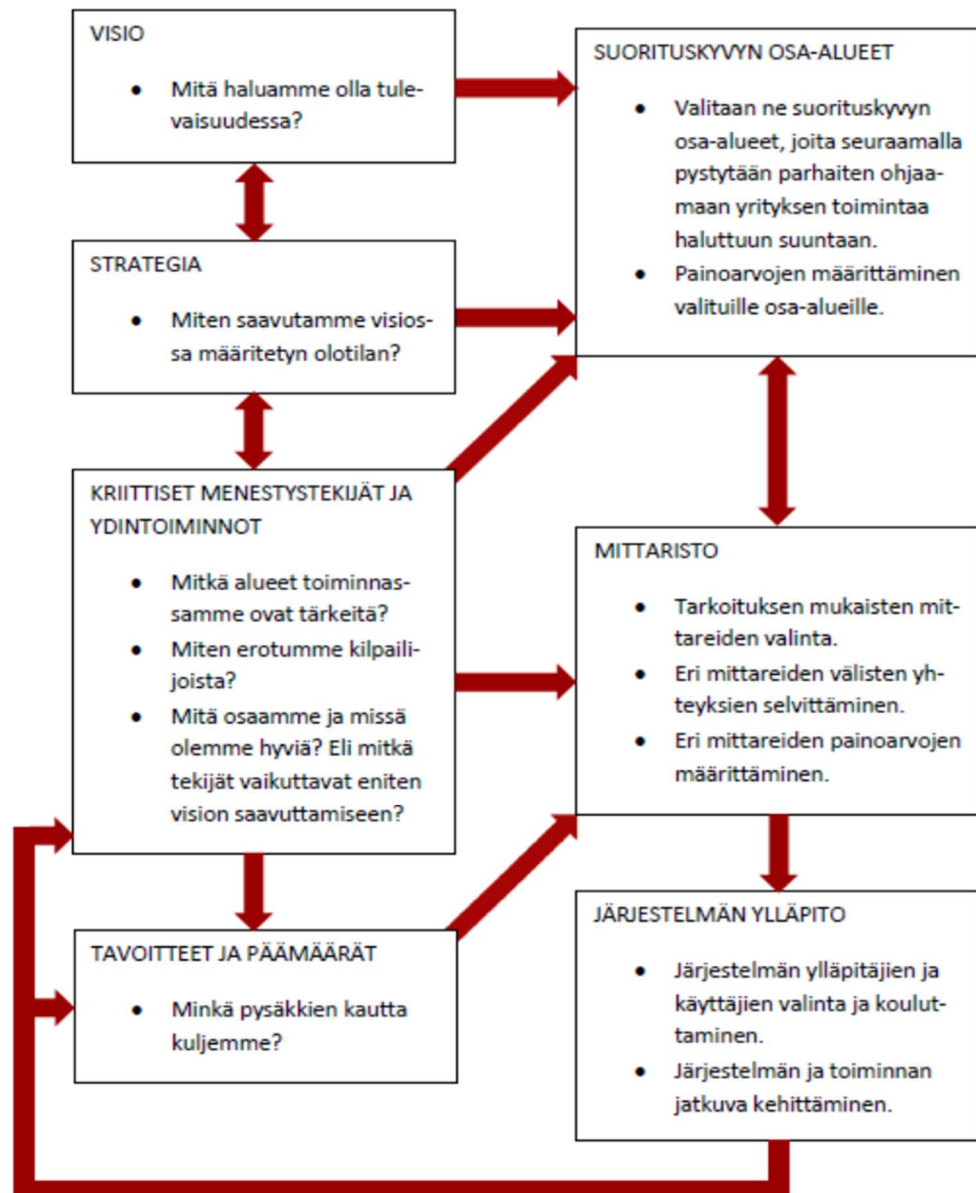 VISIO
• Mitä haluamme olla tule-
vaisuudessa?
STRATEGIA
• Miten saavutamme visios-
sa määritetyn olotilan?
KRIITTISET MENESTYSTEKIJÄT JA
YDINTOIMINNOT
• Mitkä alueet toiminnas-
samme ovat tärkeitä?
• Miten erotumme kilpaili-
joista?
• Mitä osaamme ja missä
olemme hyviä? Eli mitkä
tekijät vaikuttavat eniten
vision saavuttamiseen?
TAVOITTEET JA PÄÄMÄÄRÄT
• Minkä pysäkkien kautta
kuljemme?
SUORITUSKYVYN OSA-ALUEET
• Valitaan ne suorituskyvyn
osa-alueet, joita seuraamalla
pystytään parhaiten ohjaa-
maan yrityksen toimintaa
haluttuun suuntaan.
• Painoarvojen määrittäminen
valituille osa-alueille.
MITTARISTO
• Tarkoituksen mukaisten mit-
tareiden valinta.
• Eri mittareiden välisten yh-
teyksien selvittäminen.
• Eri mittareiden painoarvojen
määrittäminen.
JÄRJESTELMÄN YLLÄPITO
• Järjestelmän ylläpitäjien ja
käyttäjien valinta ja koulut-
taminen.
• Järjestelmän ja toiminnan
jatkuva kehittäminen.